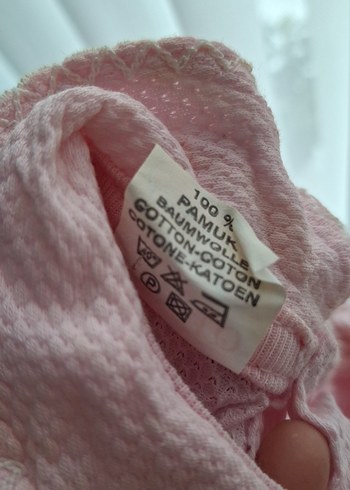 100 %
PAMUK
BAUMWOLLE
COTTON-COTON
COTONE-KATOEN
P